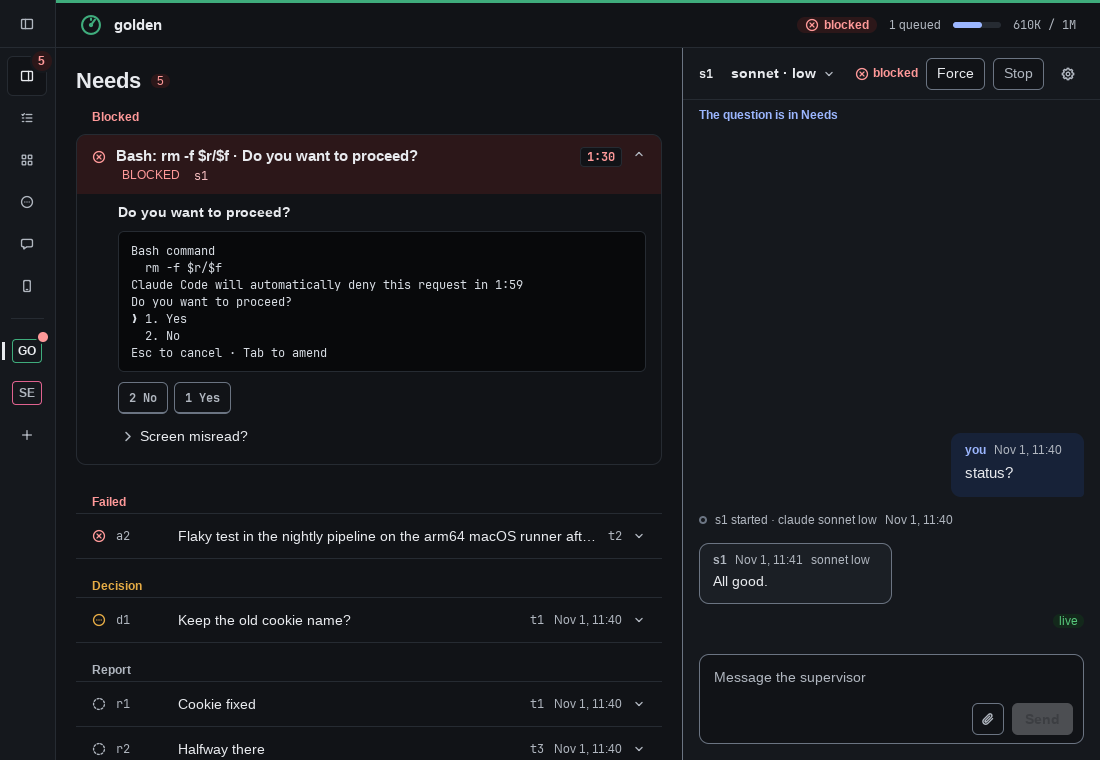 golden
blocked
1 queued
610K / 1M
5
GO
SE
Needs 5
Blocked
Bash: rm -f $r/$f · Do you want to proceed?
1:30
BLOCKED s1
Do you want to proceed?
Bash command
rm -f $r/$f
Claude Code will automatically deny this request in 1:59
Do you want to proceed?
❯ 1. Yes
2. No
Esc to cancel · Tab to amend
2 No
1 Yes
Screen misread?
Failed
a2 Flaky test in the nightly pipeline on the arm64 macOS runner aft… t2
Decision
d1 Keep the old cookie name? t1 Nov 1, 11:40
Report
r1 Cookie fixed t1 Nov 1, 11:40
r2 Halfway there t3 Nov 1, 11:40
s1 sonnet · low blocked Force Stop
The question is in Needs
you Nov 1, 11:40
status?
s1 started · claude sonnet low Nov 1, 11:40
s1 Nov 1, 11:41 sonnet low
All good.
live
Message the supervisor
Send